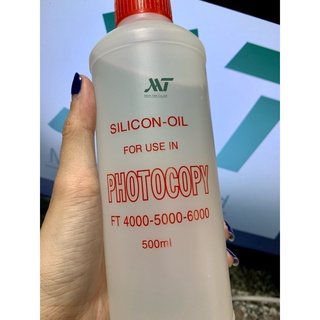 MT
SILICON-OIL
FOR USE IN
PHOTOCOPY
FT 4000-5000-6000
500ml